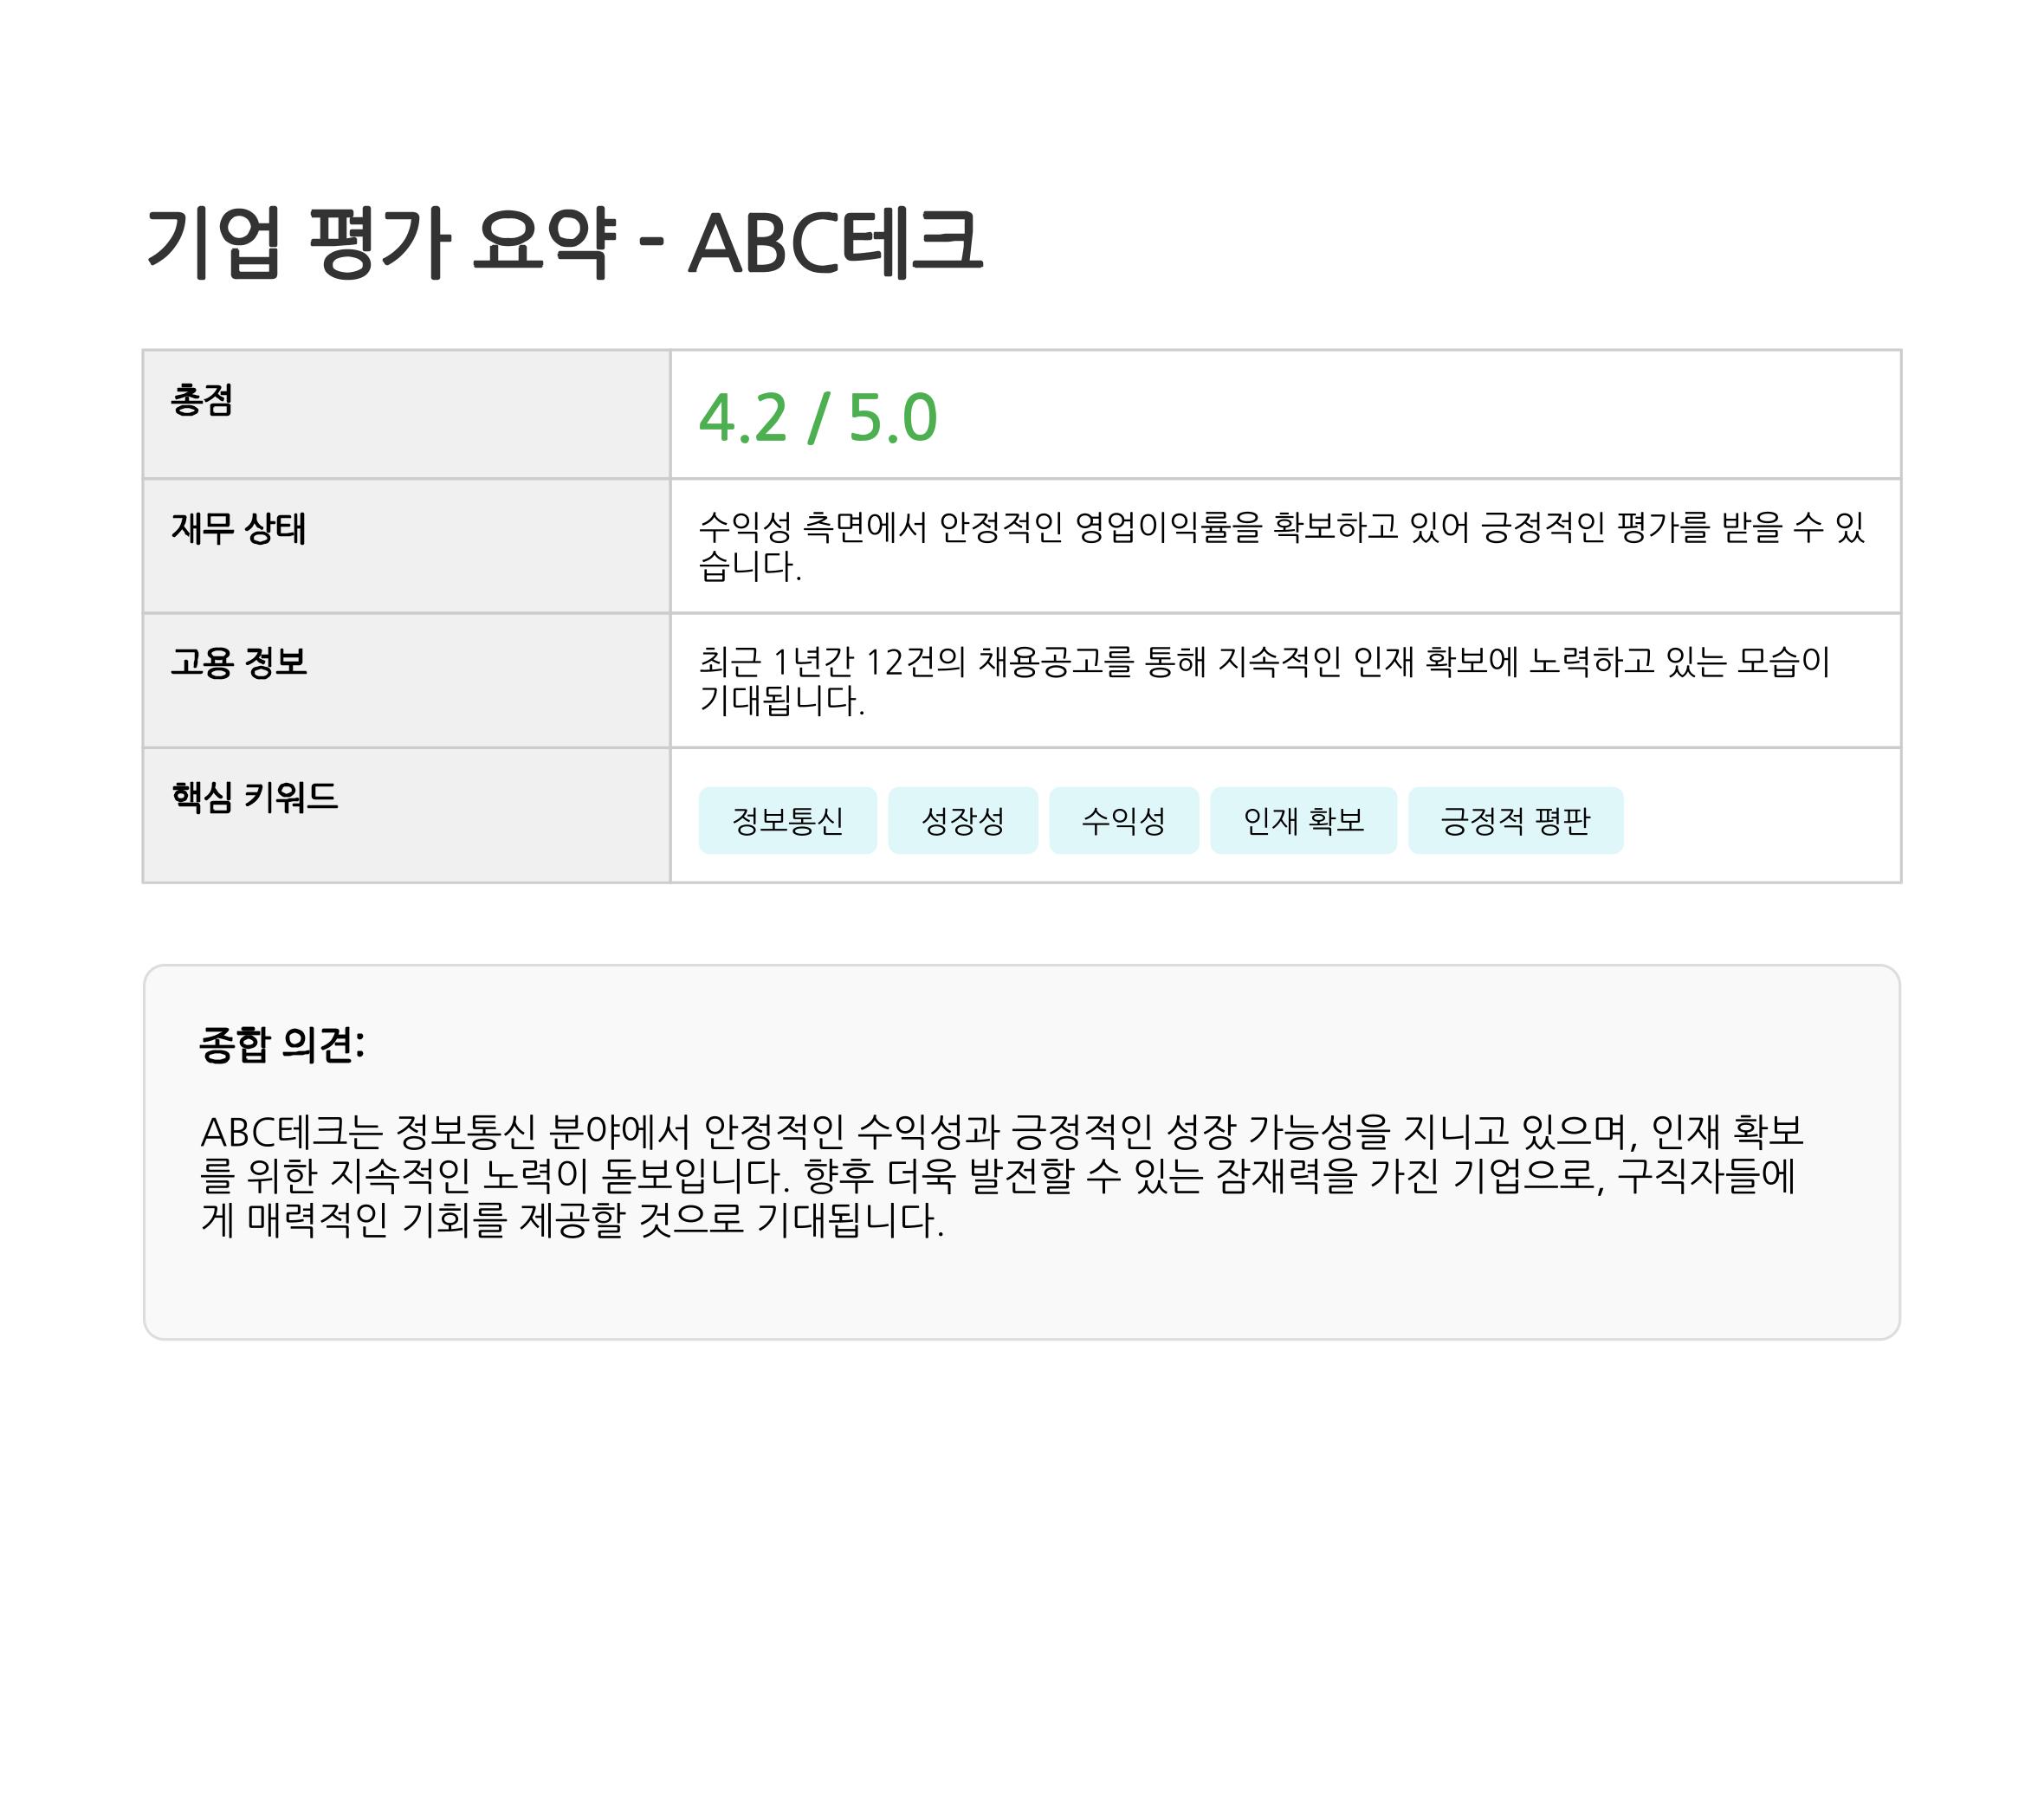 기업 평가 요약 - ABC테크
총점
4.2 / 5.0
재무 상태
수익성 측면에서 안정적인 영업이익률을 확보하고 있어 긍정적인 평가를 받을 수 있
습니다.
고용 정보
최근 1년간 12건의 채용공고를 통해 지속적인 인재 확보에 노력하고 있는 모습이
기대됩니다.
핵심 키워드
정보통신 성장성 수익성 인재 확보 긍정적 평판
종합 의견:
ABC테크는 정보통신 분야에서 안정적인 수익성과 긍정적인 성장 가능성을 지니고 있으며, 인재 확보
를 위한 지속적인 노력이 돋보입니다. 향후 더욱 발전할 수 있는 잠재력을 가진 기업으로, 구직자들에
게 매력적인 기회를 제공할 것으로 기대됩니다.